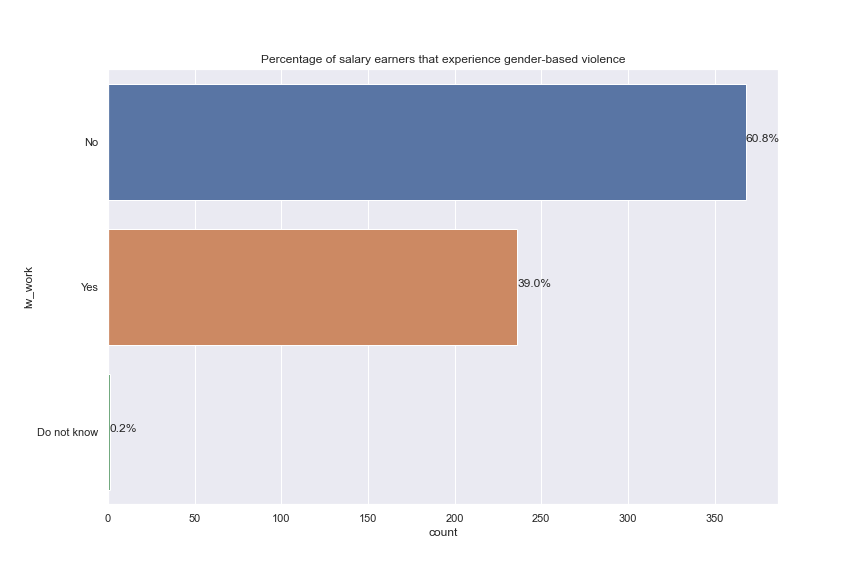 Percentage of salary earners that experience gender-based violence
No
60.8%
lw_work
Yes
39.0%
Do not know
0.2%
0 50 100 150 200 250 300 350
count